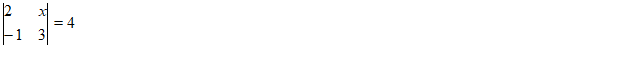 |2 x|
|−1 3| = 4